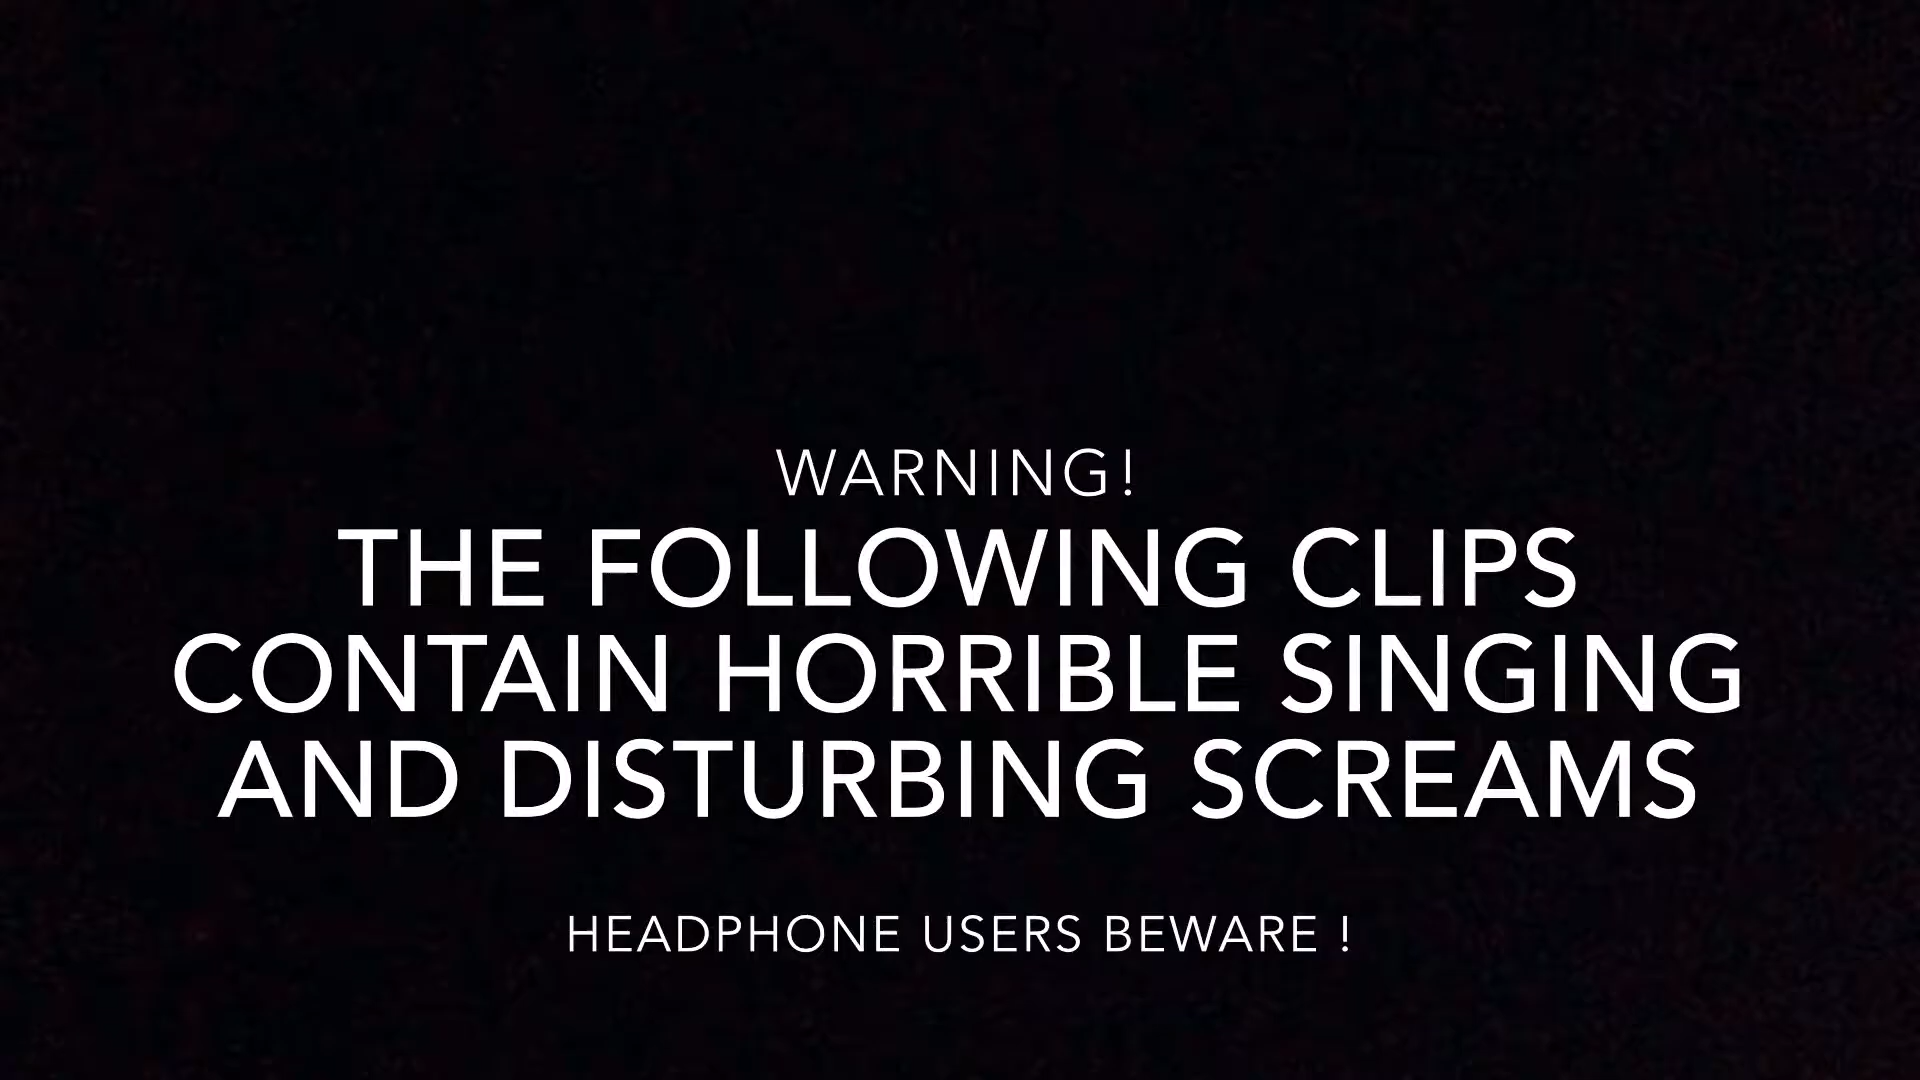 WARNING!
THE FOLLOWING CLIPS
CONTAIN HORRIBLE SINGING
AND DISTURBING SCREAMS
HEADPHONE USERS BEWARE !